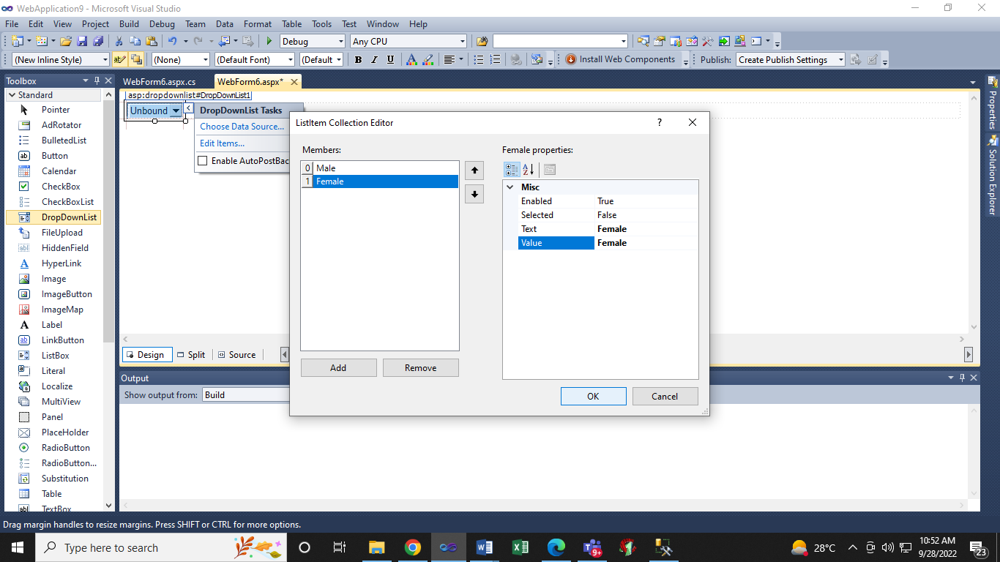 WebApplication9 - Microsoft Visual Studio
File Edit View Project Build Debug Team Data Format Table Tools Test Window Help
Debug Any CPU
(New Inline Style) (None) (Default Font) (Default B I U A Install Web Components Publish: Create Publish Settings
Toolbox
Standard
Pointer
AdRotator
BulletedList
Button
Calendar
CheckBox
CheckBoxList
DropDownList
FileUpload
HiddenField
HyperLink
Image
ImageButton
ImageMap
Label
LinkButton
ListBox
Literal
Localize
MultiView
Panel
PlaceHolder
RadioButton
RadioButton...
Substitution
Table
TextBox
WebForm6.aspx.cs WebForm6.aspx*
asp:dropdownlist#DropDownList1
Unbound
DropDownList Tasks
Choose Data Source...
Edit Items...
Enable AutoPostBac
ListItem Collection Editor ?
Members:
0 Male
1 Female
Add Remove
Female properties:
Misc
Enabled True
Selected False
Text Female
Value Female
OK Cancel
Design Split Source
Output
Show output from: Build
Properties
Solution Explorer
Drag margin handles to resize margins. Press SHIFT or CTRL for more options.
Type here to search
9+
28°C
10:52 AM
9/28/2022
23